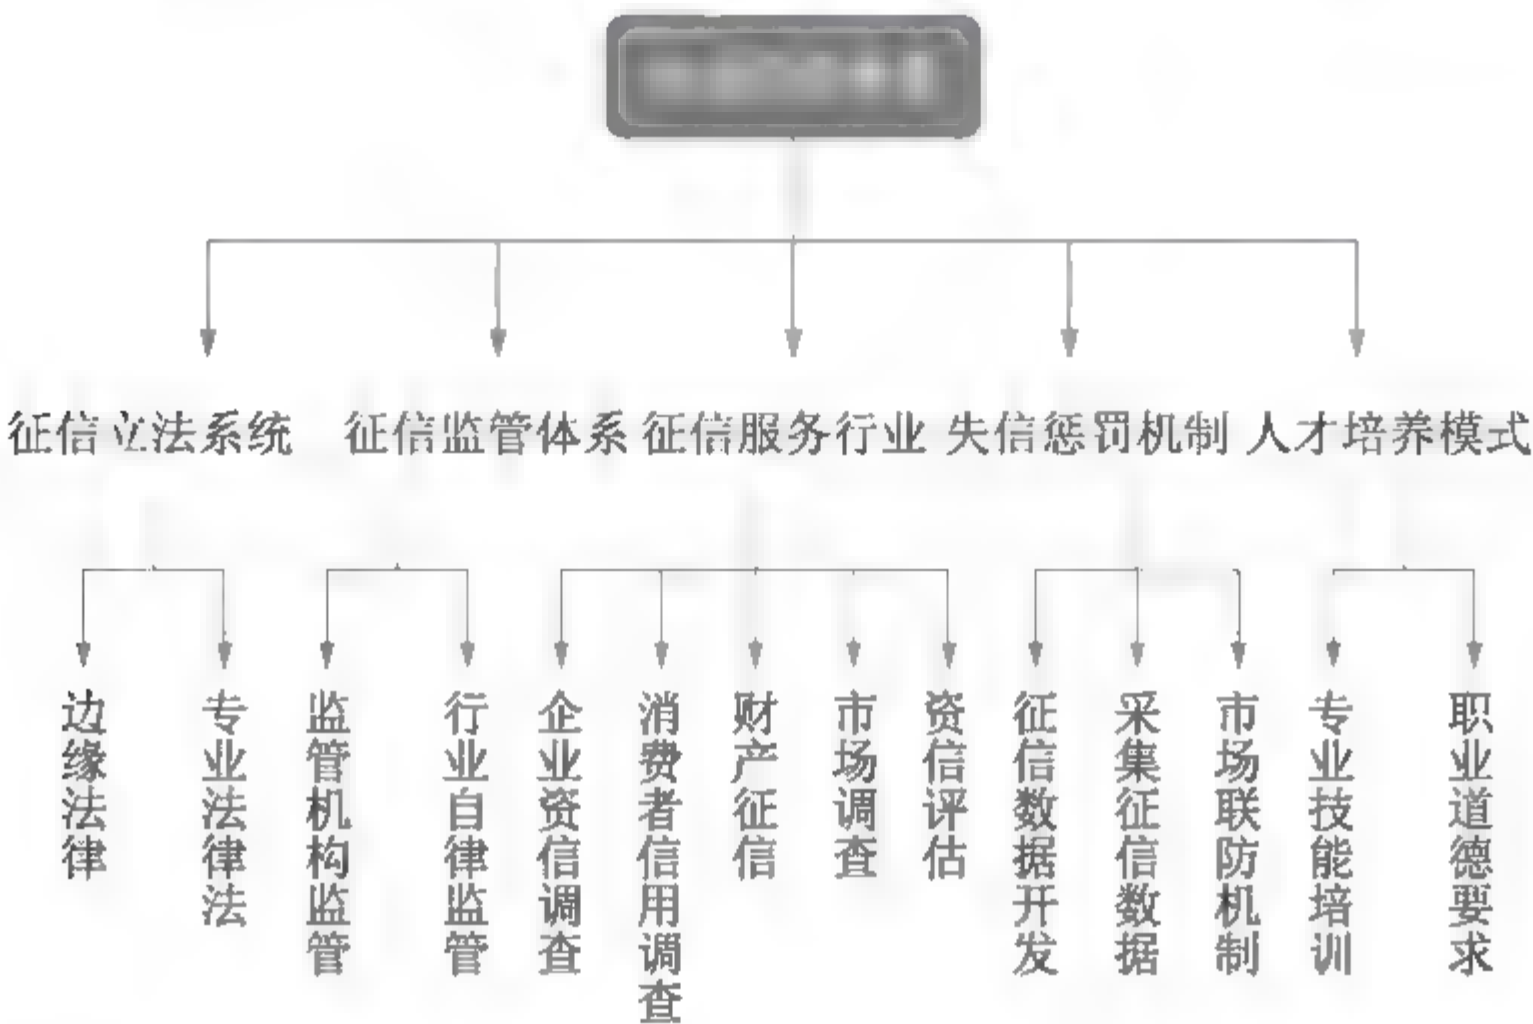 征信立法系统
征信监管体系
征信服务行业
失信惩罚机制
人才培养模式
边缘法律
专业法律法
监管机构监管
行业自律监管
企业资信调查
消费者信用调查
财产征信
市场调查
资信评估
征信数据开发
采集征信数据
市场联防机制
专业技能培训
职业道德要求